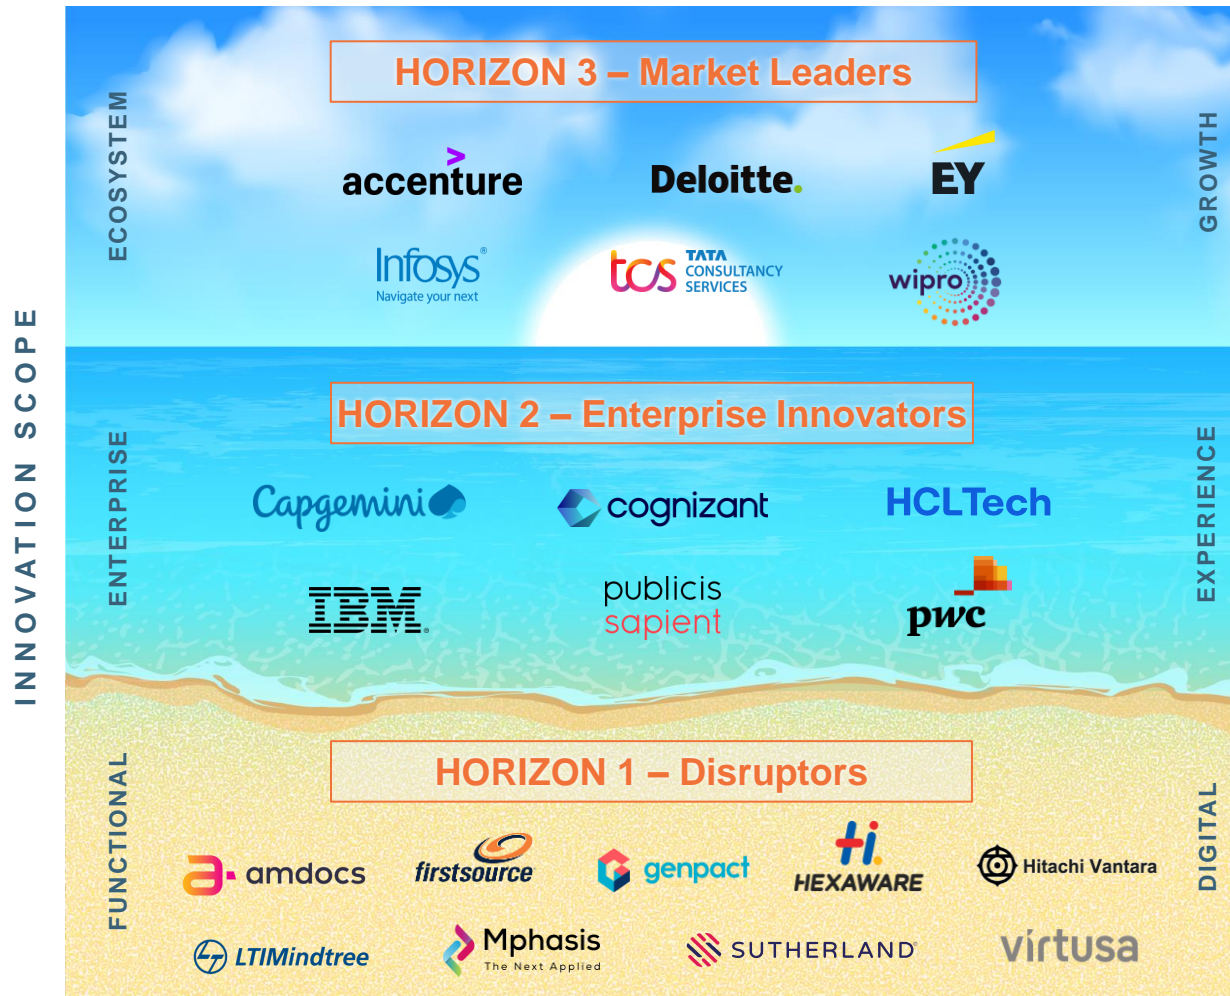 INNOVATION SCOPE
HORIZON 3 – Market Leaders
ECOSYSTEM
GROWTH
accenture
Deloitte.
EY
Infosys®
Navigate your next
tcs TATA
CONSULTANCY
SERVICES
wipro
HORIZON 2 – Enterprise Innovators
ENTERPRISE
EXPERIENCE
Capgemini
cognizant
HCLTech
IBM®
publicis
sapient
pwc
HORIZON 1 – Disruptors
FUNCTIONAL
DIGITAL
amdocs
firstsource
genpact
Hi.
HEXAWARE
Hitachi Vantara
LTIMindtree
Mphasis
The Next Applied
SUTHERLAND®
virtusa